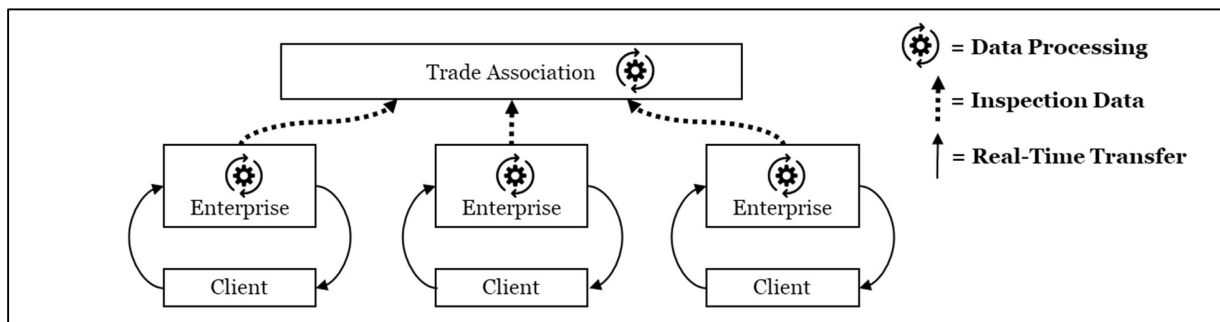 Trade Association
= Data Processing
= Inspection Data
= Real-Time Transfer
Enterprise
Enterprise
Enterprise
Client
Client
Client